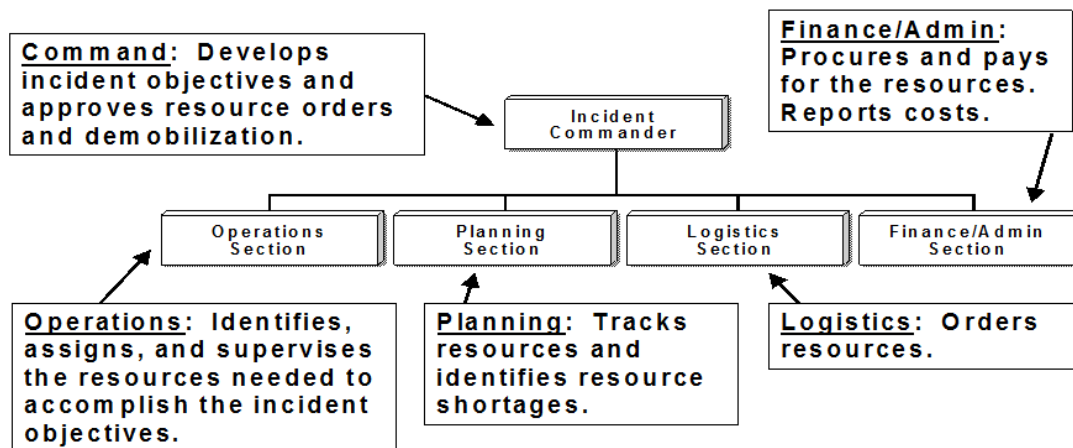 Command: Develops
incident objectives and
approves resource orders
and demobilization.
Finance/Admin:
Procures and pays
for the resources.
Reports costs.
Incident
Commander
Operations
Section
Planning
Section
Logistics
Section
Finance/Admin
Section
Operations: Identifies,
assigns, and supervises
the resources needed to
accomplish the incident
objectives.
Planning: Tracks
resources and
identifies resource
shortages.
Logistics: Orders
resources.